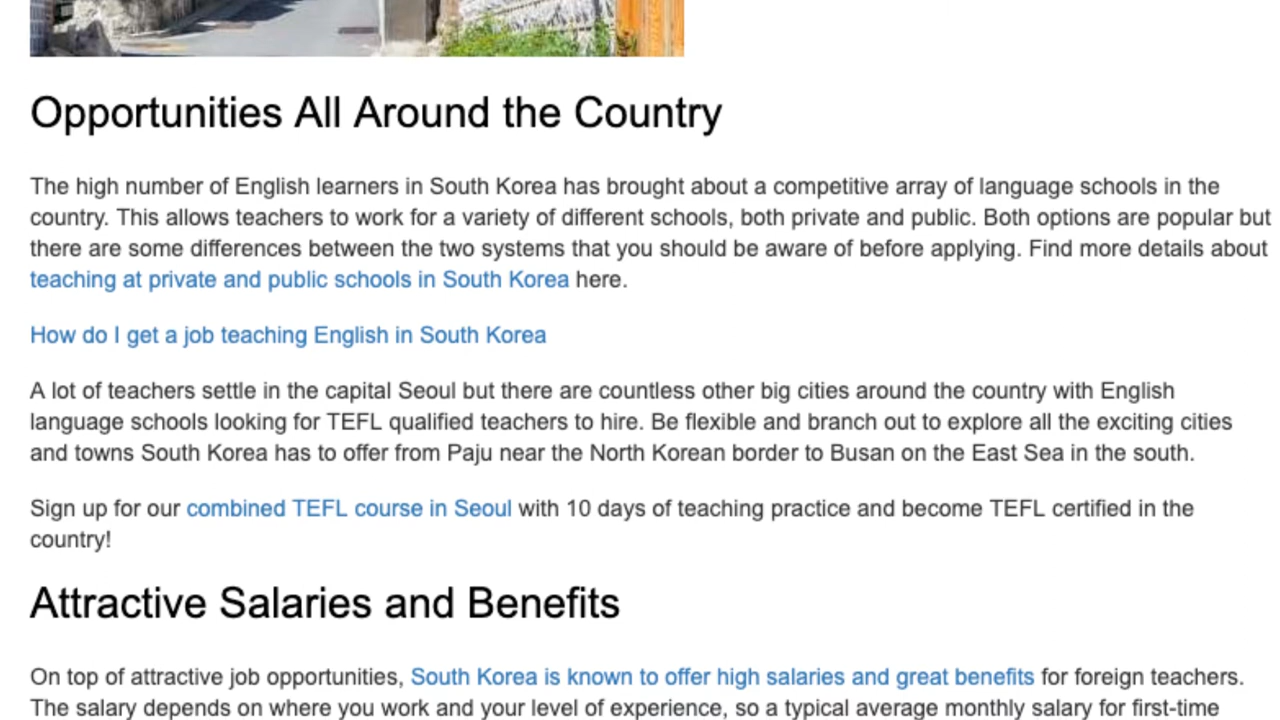 Opportunities All Around the Country
The high number of English learners in South Korea has brought about a competitive array of language schools in the
country. This allows teachers to work for a variety of different schools, both private and public. Both options are popular but
there are some differences between the two systems that you should be aware of before applying. Find more details about
teaching at private and public schools in South Korea here.
How do I get a job teaching English in South Korea
A lot of teachers settle in the capital Seoul but there are countless other big cities around the country with English
language schools looking for TEFL qualified teachers to hire. Be flexible and branch out to explore all the exciting cities
and towns South Korea has to offer from Paju near the North Korean border to Busan on the East Sea in the south.
Sign up for our combined TEFL course in Seoul with 10 days of teaching practice and become TEFL certified in the
country!
Attractive Salaries and Benefits
On top of attractive job opportunities, South Korea is known to offer high salaries and great benefits for foreign teachers.
The salary depends on where you work and your level of experience, so a typical average monthly salary for first-time